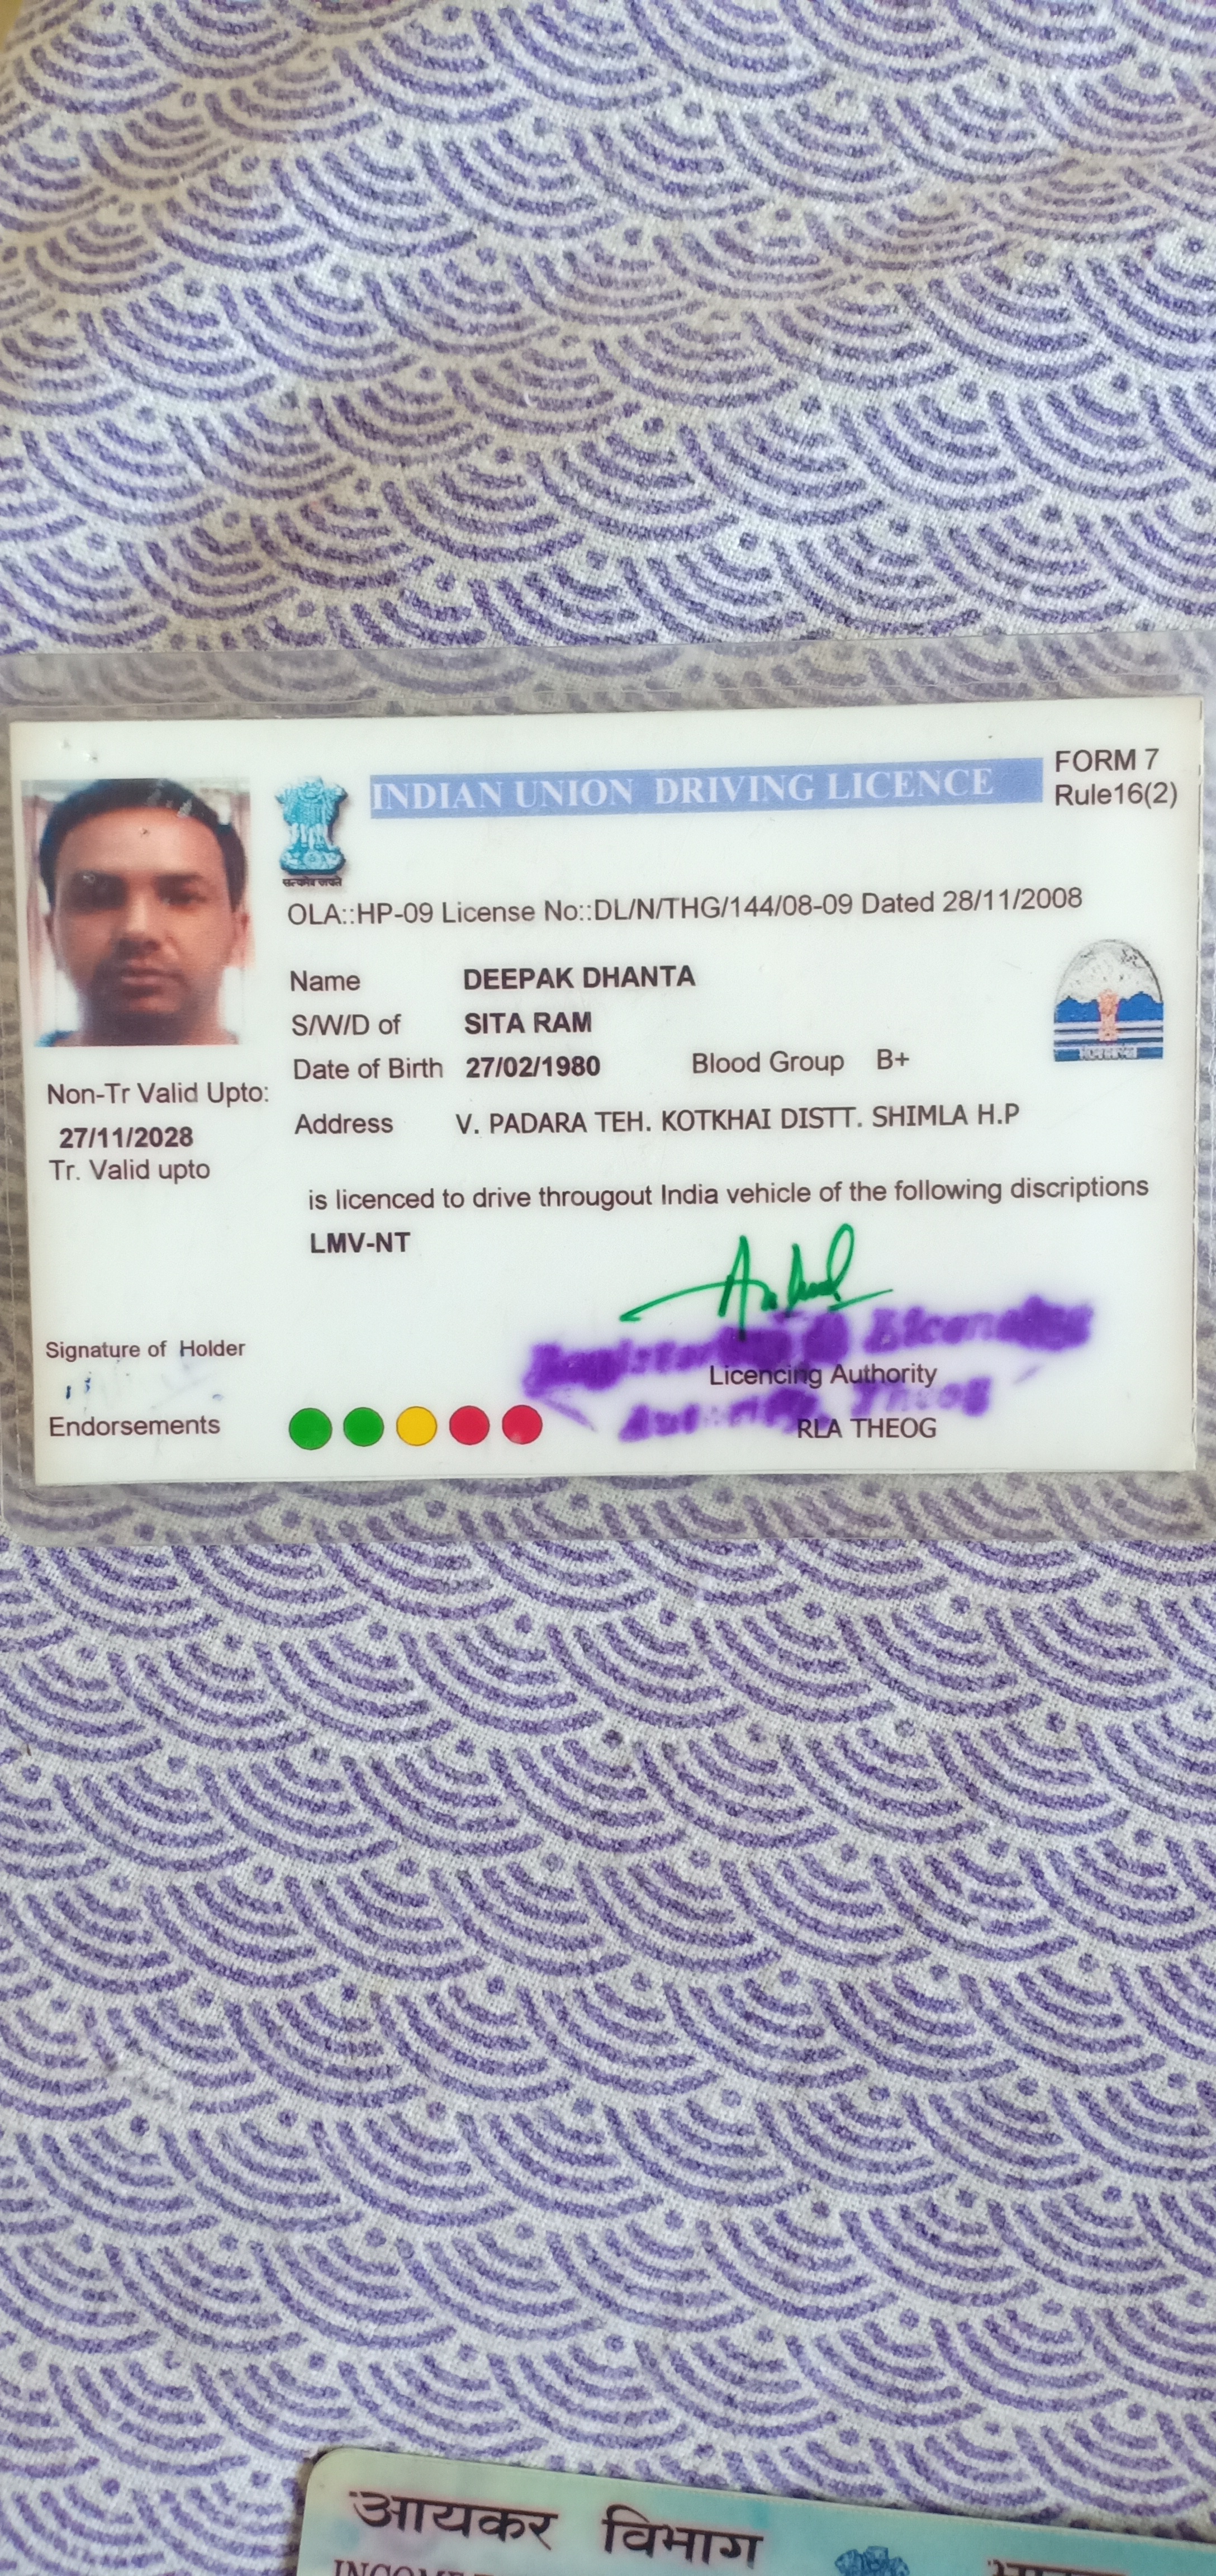 INDIAN UNION DRIVING LICENCE
FORM 7
Rule16(2)
सत्यमेव जयते
OLA::HP-09 License No::DL/N/THG/144/08-09 Dated 28/11/2008
Name DEEPAK DHANTA
S/W/D of SITA RAM
Date of Birth 27/02/1980 Blood Group B+
Address V. PADARA TEH. KOTKHAI DISTT. SHIMLA H.P
Non-Tr Valid Upto:
27/11/2028
Tr. Valid upto
is licenced to drive througout India vehicle of the following discriptions
LMV-NT
Signature of Holder
Licencing Authority
Endorsements
RLA THEOG
आयकर विभाग